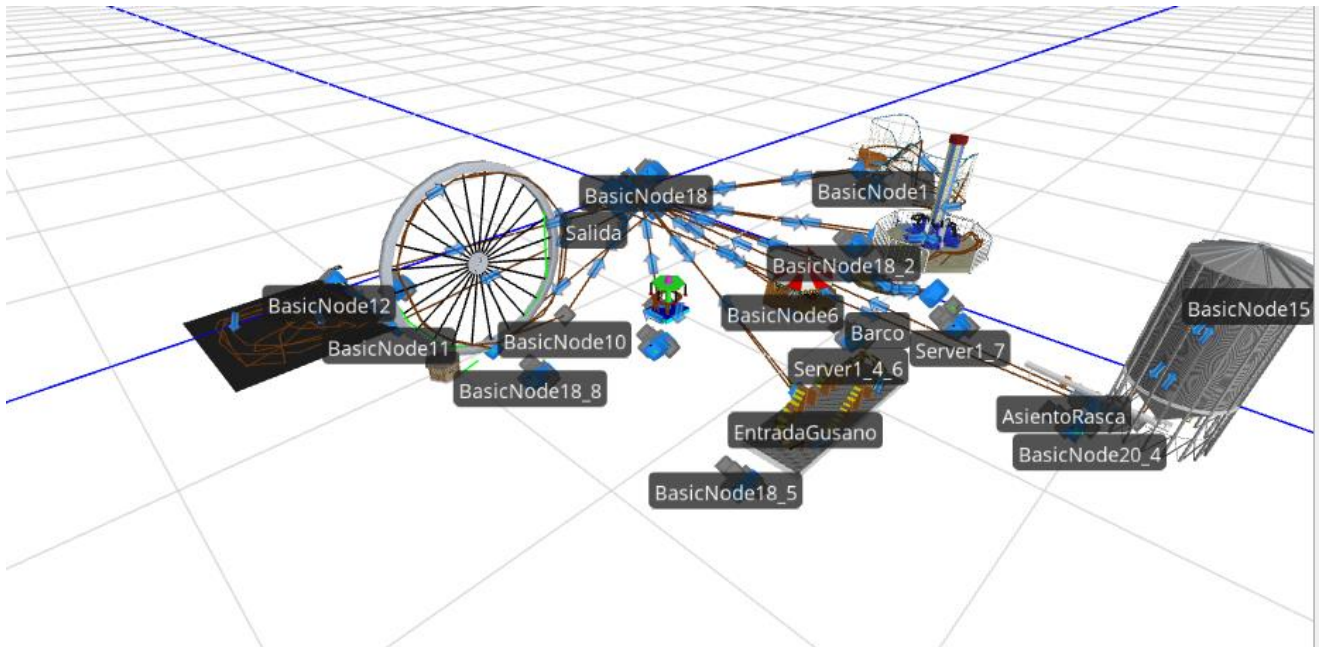 BasicNode18
BasicNode1
Salida
BasicNode18_2
BasicNode12
BasicNode6
BasicNode15
BasicNode11
BasicNode10
Barco
Server1_7
Server1_4_6
BasicNode18_8
AsientoRasca
EntradaGusano
BasicNode20_4
BasicNode18_5